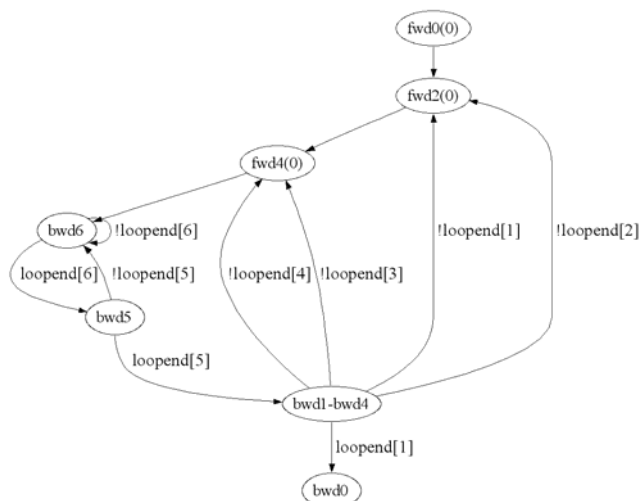 fwd0(0)
fwd2(0)
fwd4(0)
bwd6
!loopend[6]
!loopend[1]
!loopend[2]
loopend[6]
!loopend[5]
!loopend[4]
!loopend[3]
bwd5
loopend[5]
bwd1-bwd4
loopend[1]
bwd0